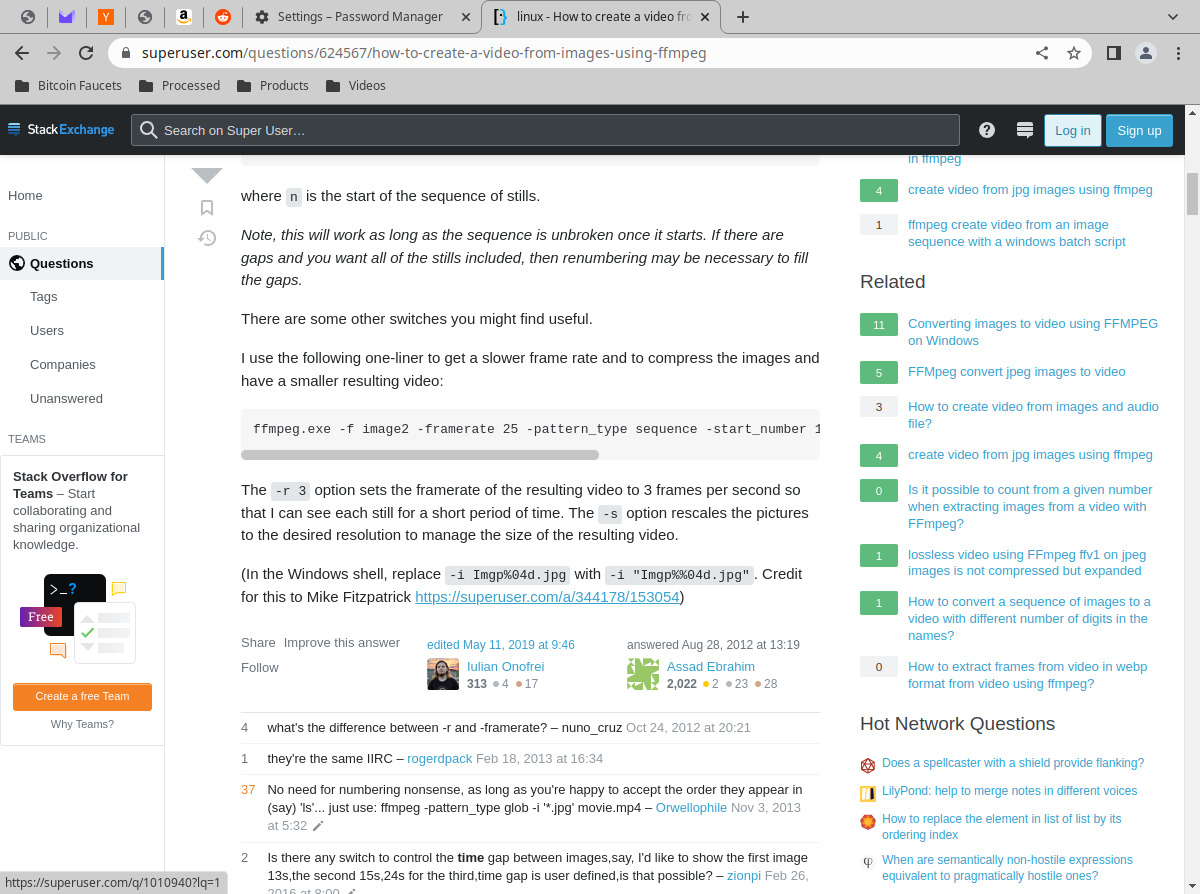 Settings – Password Manager
linux - How to create a video fro
superuser.com/questions/624567/how-to-create-a-video-from-images-using-ffmpeg
Bitcoin Faucets
Processed
Products
Videos
StackExchange
Search on Super User…
Log in
Sign up
Home
PUBLIC
Questions
Tags
Users
Companies
Unanswered
TEAMS
Stack Overflow for
Teams – Start
collaborating and
sharing organizational
knowledge.
>_?
Free
Create a free Team
Why Teams?
where n is the start of the sequence of stills.
Note, this will work as long as the sequence is unbroken once it starts. If there are
gaps and you want all of the stills included, then renumbering may be necessary to fill
the gaps.
There are some other switches you might find useful.
I use the following one-liner to get a slower frame rate and to compress the images and
have a smaller resulting video:
ffmpeg.exe -f image2 -framerate 25 -pattern_type sequence -start_number 1
The -r 3 option sets the framerate of the resulting video to 3 frames per second so
that I can see each still for a short period of time. The -s option rescales the pictures
to the desired resolution to manage the size of the resulting video.
(In the Windows shell, replace -i Imgp%04d.jpg with -i "Imgp%%04d.jpg". Credit
for this to Mike Fitzpatrick https://superuser.com/a/344178/153054)
Share Improve this answer
Follow
edited May 11, 2019 at 9:46
Iulian Onofrei
313 4 17
answered Aug 28, 2012 at 13:19
Assad Ebrahim
2,022 2 23 28
4 what's the difference between -r and -framerate? – nuno_cruz Oct 24, 2012 at 20:21
1 they're the same IIRC – rogerdpack Feb 18, 2013 at 16:34
37 No need for numbering nonsense, as long as you're happy to accept the order they appear in
(say) 'ls'... just use: ffmpeg -pattern_type glob -i '*.jpg' movie.mp4 – Orwellophile Nov 3, 2013
at 5:32
2 Is there any switch to control the time gap between images,say, I'd like to show the first image
13s,the second 15s,24s for the third,time gap is user defined,is that possible? – zionpi Feb 26,
2016 at 8:00
in ffmpeg
4 create video from jpg images using ffmpeg
1 ffmpeg create video from an image
sequence with a windows batch script
Related
11 Converting images to video using FFMPEG
on Windows
5 FFMpeg convert jpeg images to video
3 How to create video from images and audio
file?
4 create video from jpg images using ffmpeg
0 Is it possible to count from a given number
when extracting images from a video with
FFmpeg?
1 lossless video using FFmpeg ffv1 on jpeg
images is not compressed but expanded
1 How to convert a sequence of images to a
video with different number of digits in the
names?
0 How to extract frames from video in webp
format from video using ffmpeg?
Hot Network Questions
Does a spellcaster with a shield provide flanking?
LilyPond: help to merge notes in different voices
How to replace the element in list of list by its
ordering index
When are semantically non-hostile expressions
equivalent to pragmatically hostile ones?
https://superuser.com/q/1010940?lq=1